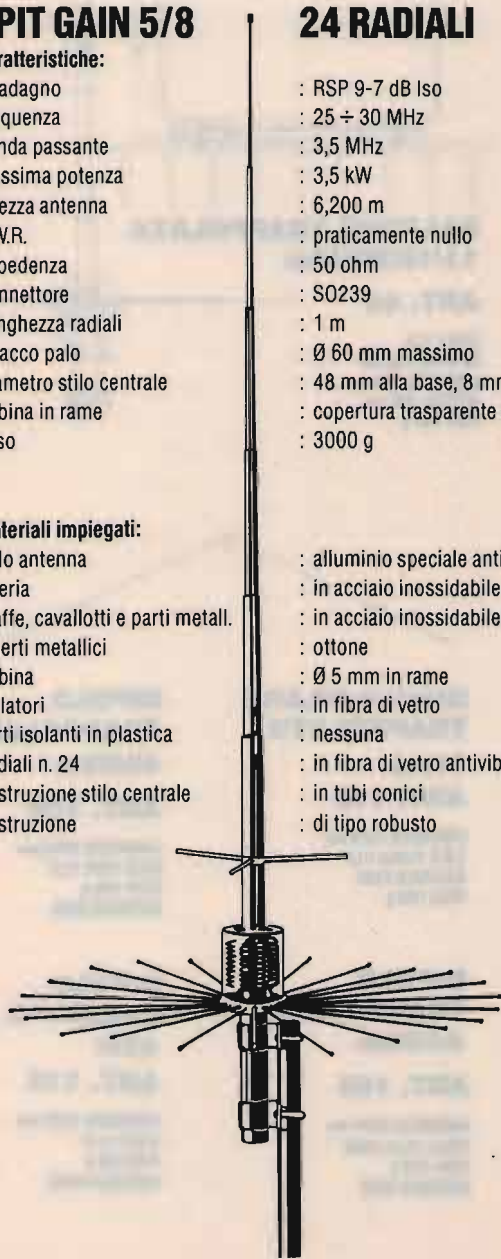 PIT GAIN 5/8 24 RADIALI
ratteristiche:
adagno : RSP 9-7 dB Iso
quenza : 25 ÷ 30 MHz
nda passante : 3,5 MHz
ssima potenza : 3,5 kW
ezza antenna : 6,200 m
W.R. : praticamente nullo
pedenza : 50 ohm
nnettore : SO239
nghezza radiali : 1 m
acco palo : Ø 60 mm massimo
ametro stilo centrale : 48 mm alla base, 8 mm
bina in rame : copertura trasparente
so : 3000 g
teriali impiegati:
lo antenna : alluminio speciale anti
eria : in acciaio inossidabile
affe, cavallotti e parti metall. : in acciaio inossidabile
erti metallici : ottone
bina : Ø 5 mm in rame
latori : in fibra di vetro
rti isolanti in plastica : nessuna
diali n. 24 : in fibra di vetro antivib
struzione stilo centrale : in tubi conici
struzione : di tipo robusto